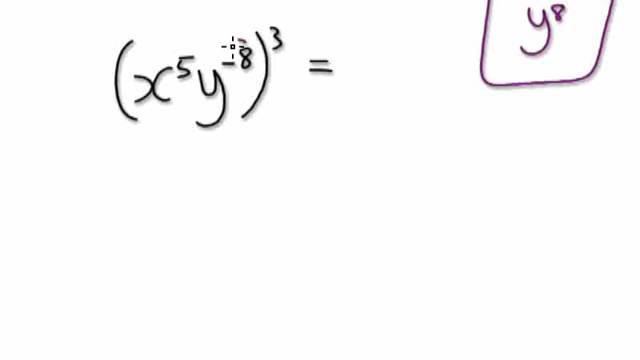 (x⁵y⁻⁸)³ =
y⁸